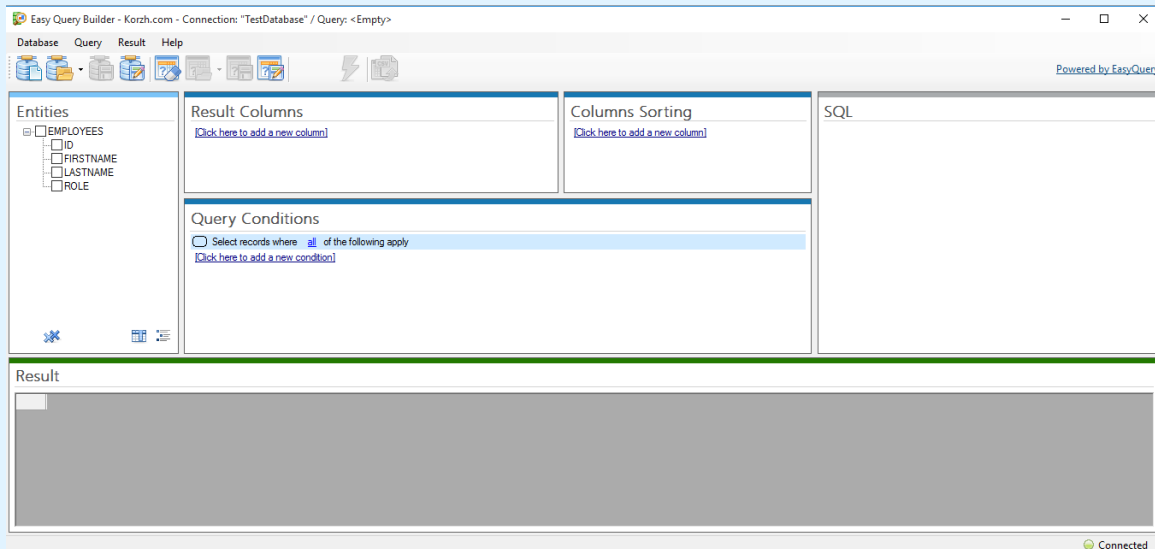 Easy Query Builder - Korzh.com - Connection: "TestDatabase" / Query: <Empty>
Database Query Result Help
Powered by EasyQuery
Entities
EMPLOYEES
ID
FIRSTNAME
LASTNAME
ROLE
Result Columns
[Click here to add a new column]
Columns Sorting
[Click here to add a new column]
SQL
Query Conditions
Select records where all of the following apply
[Click here to add a new condition]
Result
Connected